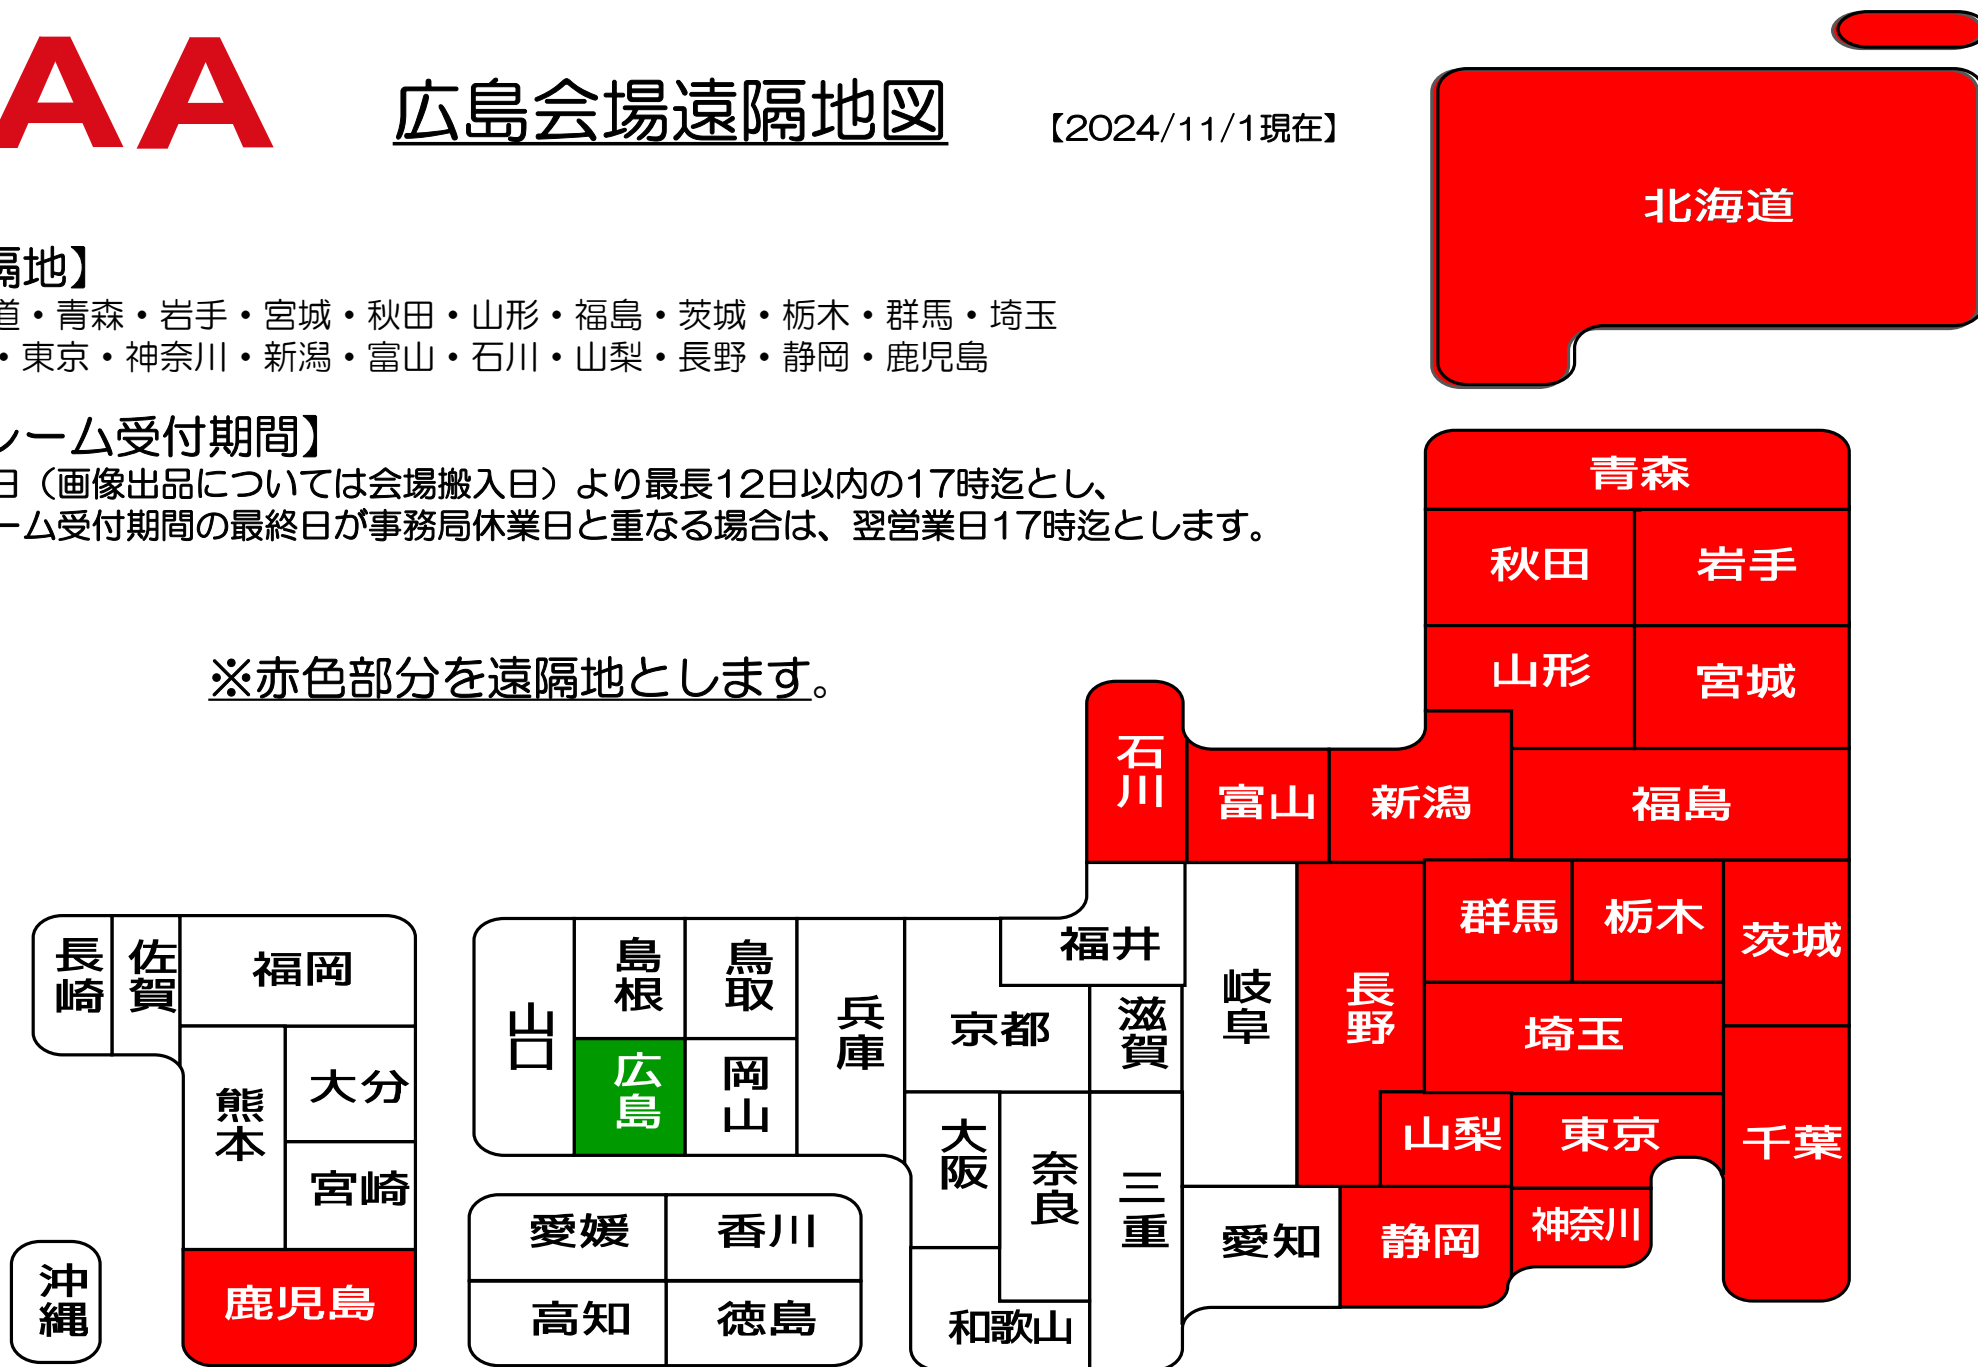 AA
広島会場遠隔地図
【2024/11/1現在】
隔地】
道・青森・岩手・宮城・秋田・山形・福島・茨城・栃木・群馬・埼玉
・東京・神奈川・新潟・富山・石川・山梨・長野・静岡・鹿児島
レーム受付期間】
日（画像出品については会場搬入日）より最長12日以内の17時迄とし、
ーム受付期間の最終日が事務局休業日と重なる場合は、翌営業日17時迄とします。
※赤色部分を遠隔地とします。
北海道
青森
秋田
岩手
山形
宮城
石川
富山
新潟
福島
群馬
栃木
茨城
福井
岐阜
長野
埼玉
長崎
佐賀
福岡
島根
鳥取
兵庫
京都
滋賀
山口
広島
岡山
熊本
大分
宮崎
大阪
奈良
三重
山梨
東京
千葉
愛媛
香川
愛知
静岡
神奈川
沖縄
鹿児島
高知
徳島
和歌山